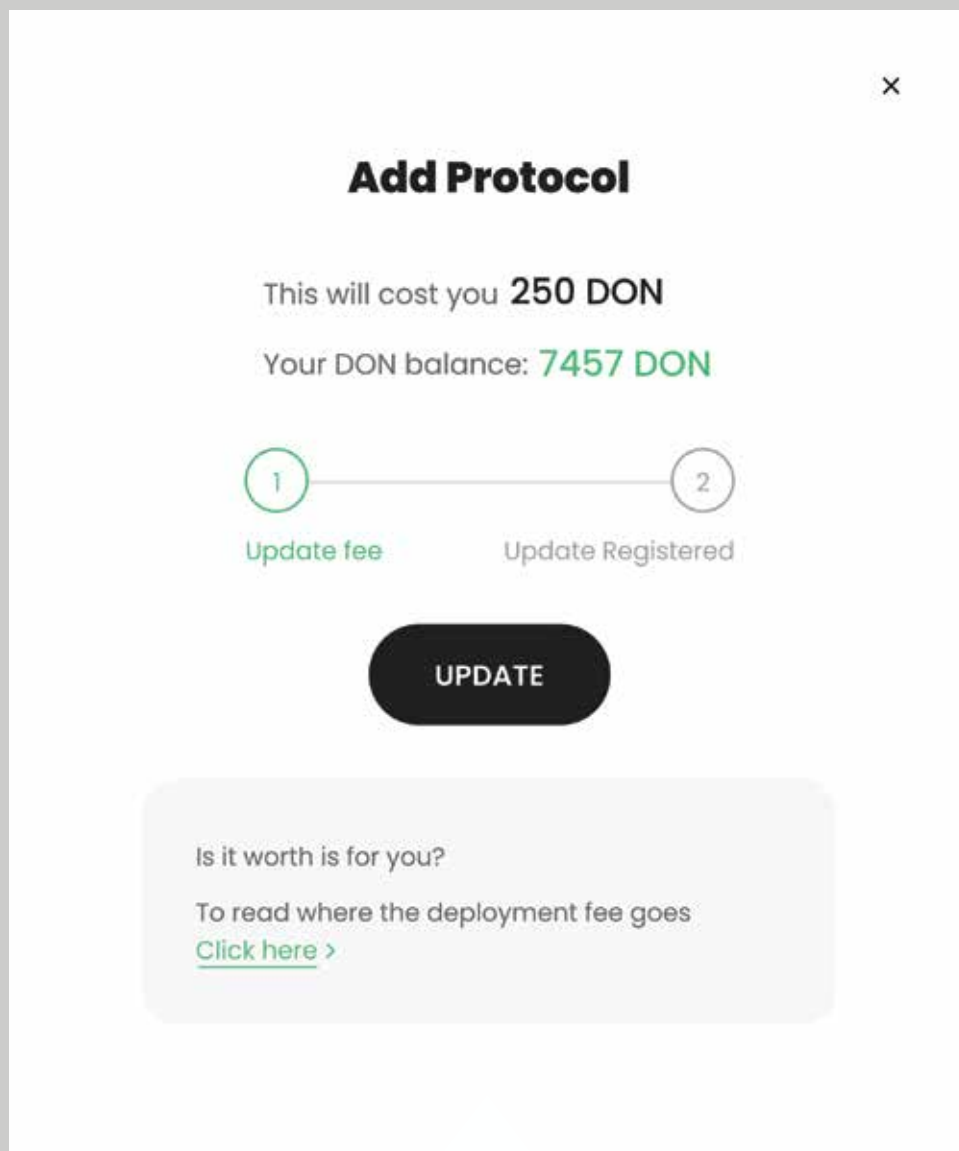 ×
Add Protocol
This will cost you 250 DON
Your DON balance: 7457 DON
1 2
Update fee Update Registered
UPDATE
Is it worth is for you?
To read where the deployment fee goes
Click here >